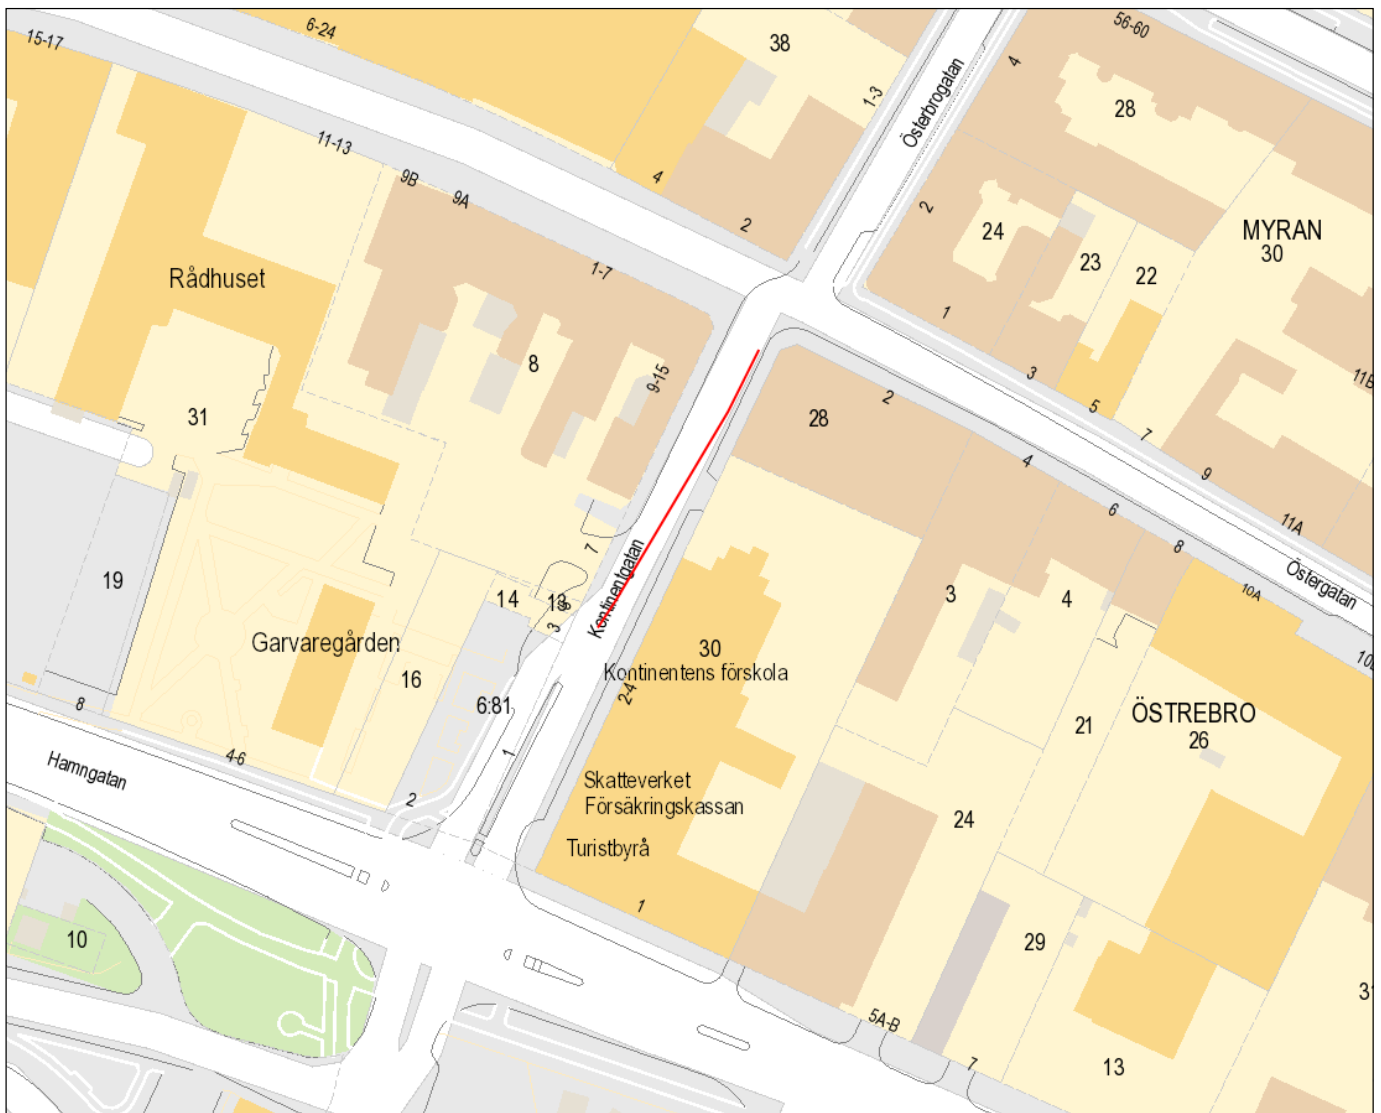 6-24
15-17
38
56-60
4
Österbrogatan
1-3
28
11-13
9B
9A
4
2
2
24
MYRAN
30
23
22
Rådhuset
1-7
1
8
9-15
3
11B
2
5
31
28
7
4
9
6
11A
8
7
Kontinentgatan
Östergatan
19
14
13
3
3
4
10A
Garvaregården
30
16
Kontinentens förskola
2-4
8
6:81
ÖSTREBRO
26
21
4-6
1
Hamngatan
Skatteverket
Försäkringskassan
2
24
Turistbyrå
1
10
29
5A-B
7
13